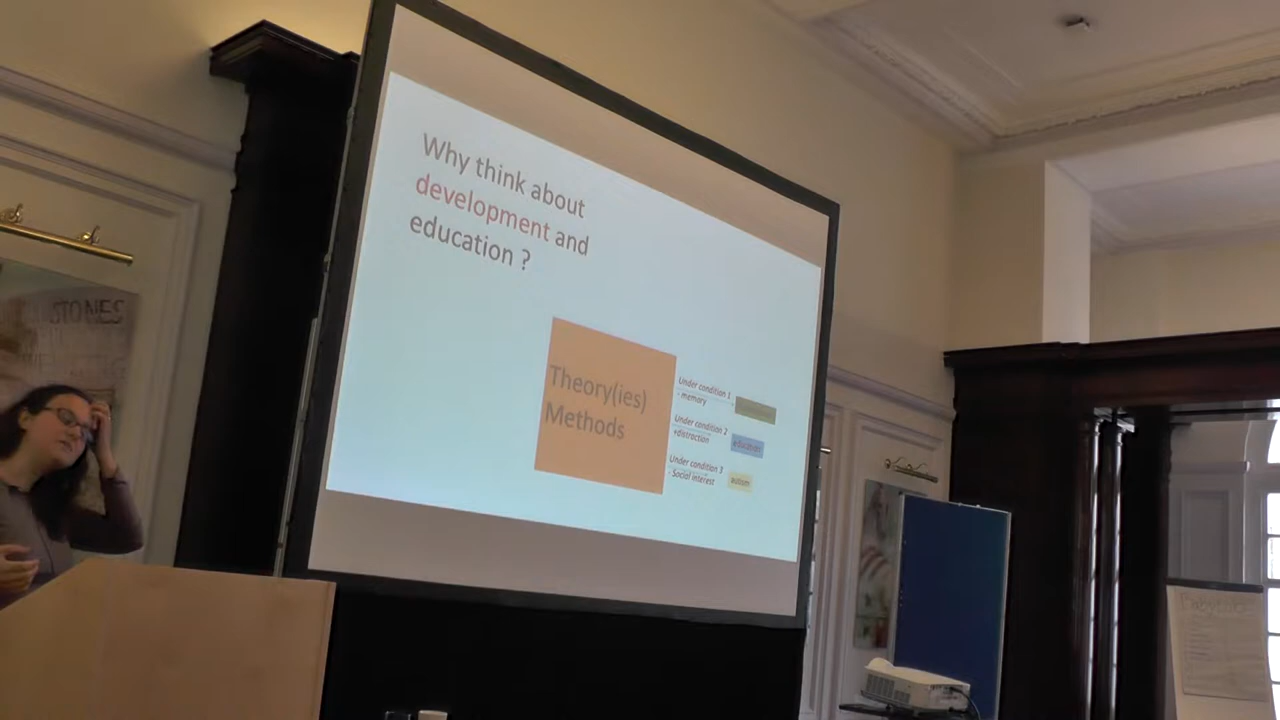 Why think about
development and
education ?
Theory(ies)
Methods
Under condition 1
- memory
Under condition 2
+distraction
education
Under condition 3
- Social interest
autism
STONES